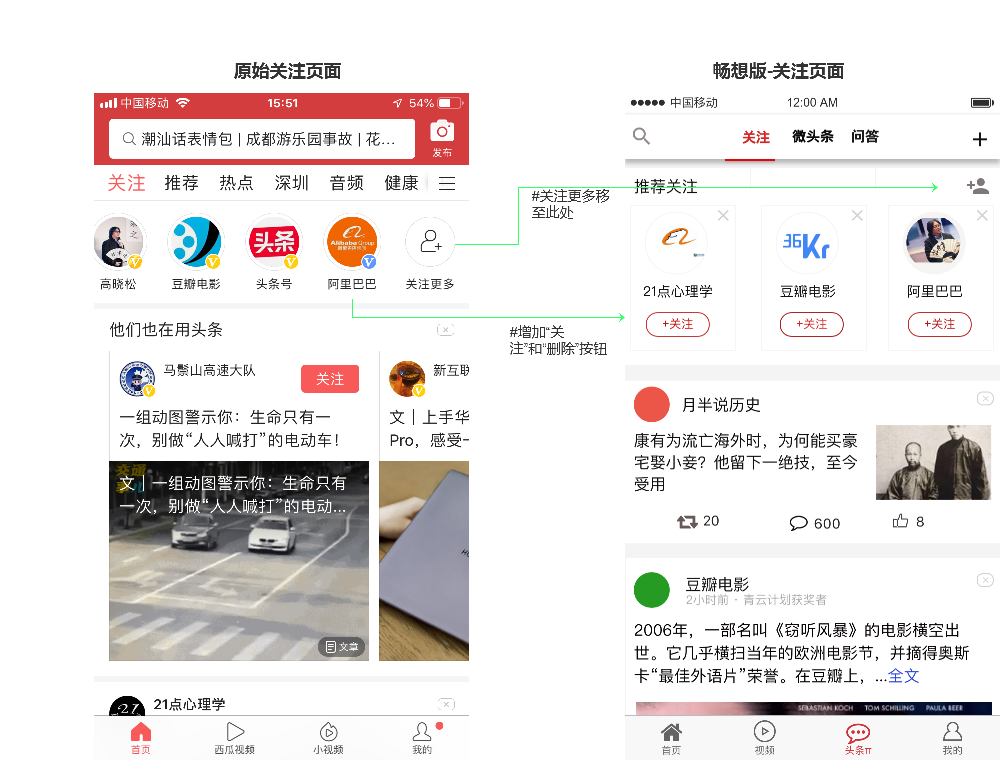 原始关注页面
中国移动 15:51 54%
潮汕话表情包 | 成都游乐园事故 | 花...
发布
关注 推荐 热点 深圳 音频 健康
头条
Alibaba Group
阿里巴巴集团
高晓松 豆瓣电影 头条号 阿里巴巴 关注更多
他们也在用头条
马鬃山高速大队
关注
新互联
一组动图警示你：生命只有一
次，别做“人人喊打”的电动车！
文｜上手华
Pro，感受一
交通
文｜一组动图警示你：生命只有
一次，别做“人人喊打”的电动...
文章
21
21点心理学
首页 西瓜视频 小视频 我的
#关注更多移
至此处
#增加“关
注”和“删除”按钮
畅想版-关注页面
中国移动 12:00 AM
关注 微头条 问答
推荐关注
36Kr
21点心理学 豆瓣电影 阿里巴巴
+关注 +关注 +关注
月半说历史
康有为流亡海外时，为何能买豪
宅娶小妾？他留下一绝技，至今
受用
20 600 8
豆瓣电影
2小时前 · 青云计划获奖者
2006年，一部名叫《窃听风暴》的电影横空出
世。它几乎横扫当年的欧洲电影节，并摘得奥斯
卡“最佳外语片”荣誉。在豆瓣上，...全文
SEBASTIAN KOCH TOM SCHILLING PAULA BEER
首页 视频 头条π 我的